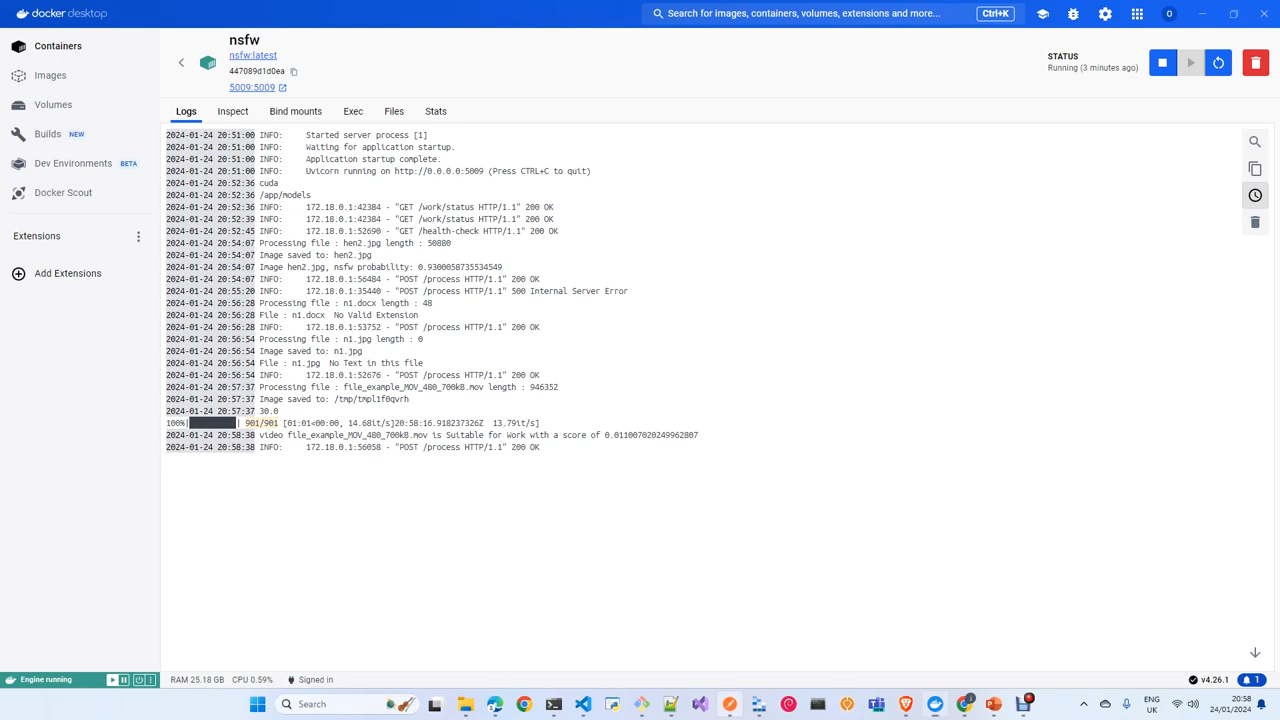 docker desktop
Search for images, containers, volumes, extensions and more...
Ctrl+K
O
Containers
Images
Volumes
Builds NEW
Dev Environments BETA
Docker Scout
Extensions
Add Extensions
nsfw
nsfw:latest
447089d1d0ea
5009:5009
STATUS
Running (3 minutes ago)
Logs Inspect Bind mounts Exec Files Stats
2024-01-24 20:51:00 INFO: Started server process [1]
2024-01-24 20:51:00 INFO: Waiting for application startup.
2024-01-24 20:51:00 INFO: Application startup complete.
2024-01-24 20:51:00 INFO: Uvicorn running on http://0.0.0.0:5009 (Press CTRL+C to quit)
2024-01-24 20:52:36 cuda
2024-01-24 20:52:36 /app/models
2024-01-24 20:52:36 INFO: 172.18.0.1:42384 - "GET /work/status HTTP/1.1" 200 OK
2024-01-24 20:52:39 INFO: 172.18.0.1:42384 - "GET /work/status HTTP/1.1" 200 OK
2024-01-24 20:52:45 INFO: 172.18.0.1:52690 - "GET /health-check HTTP/1.1" 200 OK
2024-01-24 20:54:07 Processing file : hen2.jpg length : 50880
2024-01-24 20:54:07 Image saved to: hen2.jpg
2024-01-24 20:54:07 Image hen2.jpg, nsfw probability: 0.9300058735534549
2024-01-24 20:54:07 INFO: 172.18.0.1:56484 - "POST /process HTTP/1.1" 200 OK
2024-01-24 20:55:20 INFO: 172.18.0.1:35440 - "POST /process HTTP/1.1" 500 Internal Server Error
2024-01-24 20:56:28 Processing file : n1.docx length : 48
2024-01-24 20:56:28 File : n1.docx No Valid Extension
2024-01-24 20:56:28 INFO: 172.18.0.1:53752 - "POST /process HTTP/1.1" 200 OK
2024-01-24 20:56:54 Processing file : n1.jpg length : 0
2024-01-24 20:56:54 Image saved to: n1.jpg
2024-01-24 20:56:54 File : n1.jpg No Text in this file
2024-01-24 20:56:54 INFO: 172.18.0.1:52676 - "POST /process HTTP/1.1" 200 OK
2024-01-24 20:57:37 Processing file : file_example_MOV_480_700kB.mov length : 946352
2024-01-24 20:57:37 Image saved to: /tmp/tmpl1f0qvrh
2024-01-24 20:57:37 30.0
100%|██████████| 901/901 [01:01<00:00, 14.68it/s]20:58:16.918237326Z 13.79it/s]
2024-01-24 20:58:38 video file_example_MOV_480_700kB.mov is Suitable for Work with a score of 0.011007020249962807
2024-01-24 20:58:38 INFO: 172.18.0.1:56058 - "POST /process HTTP/1.1" 200 OK
Engine running
RAM 25.18 GB CPU 0.59% Signed in
v4.26.1
1
Search
ENG
UK
20:58
24/01/2024